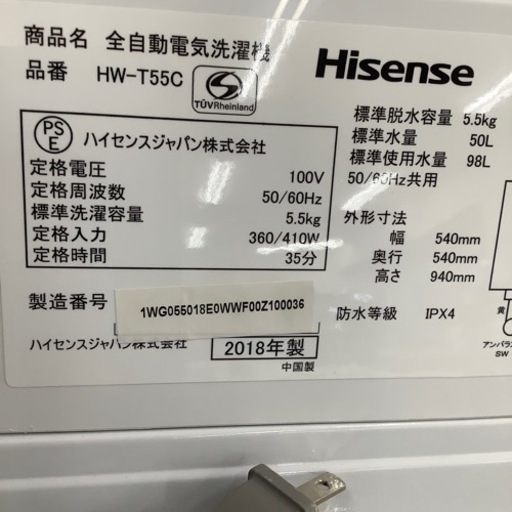 商品名 全自動電気洗濯機
品番 HW-T55C
TÜVRheinland
Hisense
PS
E
ハイセンスジャパン株式会社
定格電圧 100V
定格周波数 50/60Hz
標準洗濯容量 5.5kg
定格入力 360/410W
定格時間 35分
標準脱水容量 5.5kg
標準水量 50L
標準使用水量 98L
50/60Hz共用
外形寸法
幅 540mm
奥行 540mm
高さ 940mm
製造番号 1WG055018E0WWF00Z100036
防水等級 IPX4
ハイセンスジャパン株式会社 2018年製
中国製
黄
アンバラ
SW